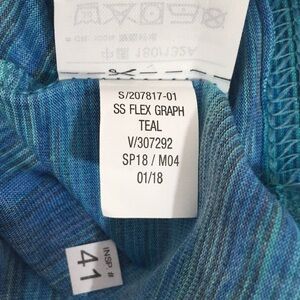 S/207817-01
SS FLEX GRAPH
TEAL
V/307292
SP18 / M04
01/18
INSP #
41